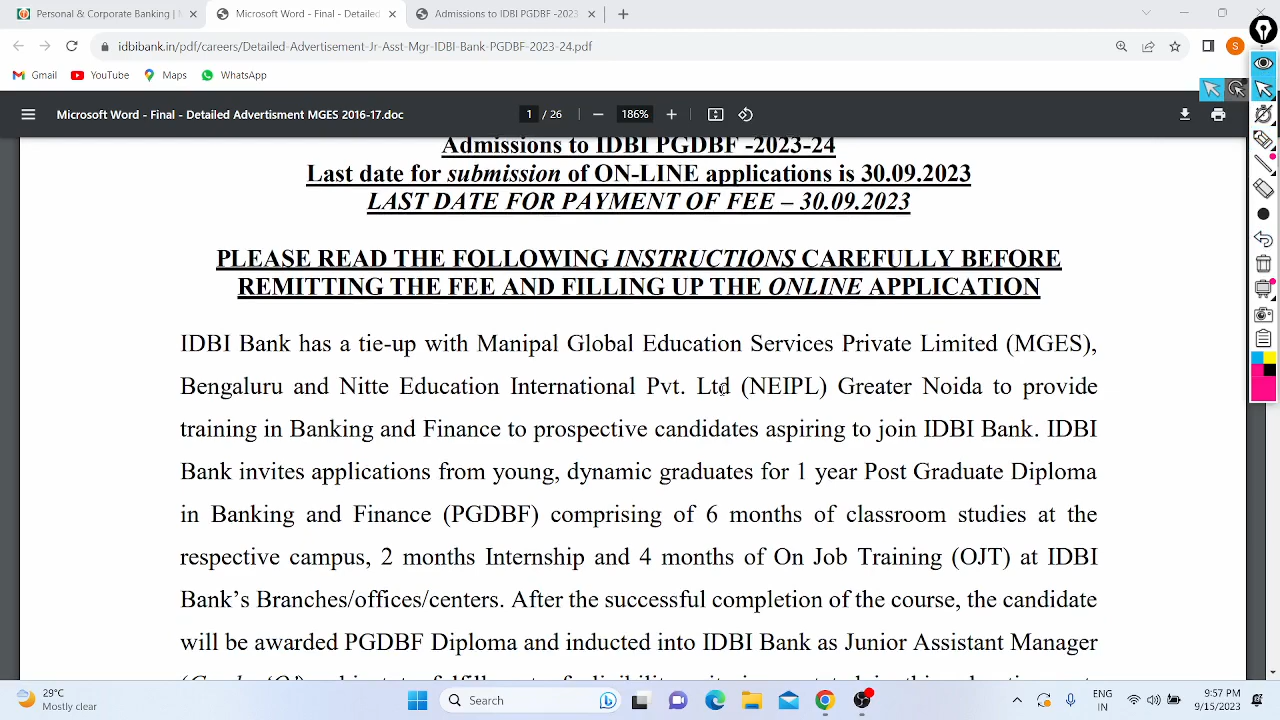 Personal & Corporate Banking |
Microsoft Word - Final - Detailed
Admissions to IDBI PGDBF -2023
idbibank.in/pdf/careers/Detailed-Advertisement-Jr-Asst-Mgr-IDBI-Bank-PGDBF-2023-24.pdf
S
Gmail
YouTube
Maps
WhatsApp
Microsoft Word - Final - Detailed Advertisment MGES 2016-17.doc
1 / 26
186%
Admissions to IDBI PGDBF -2023-24
Last date for submission of ON-LINE applications is 30.09.2023
LAST DATE FOR PAYMENT OF FEE – 30.09.2023
PLEASE READ THE FOLLOWING INSTRUCTIONS CAREFULLY BEFORE
REMITTING THE FEE AND FILLING UP THE ONLINE APPLICATION
IDBI Bank has a tie-up with Manipal Global Education Services Private Limited (MGES),
Bengaluru and Nitte Education International Pvt. Ltd (NEIPL) Greater Noida to provide
training in Banking and Finance to prospective candidates aspiring to join IDBI Bank. IDBI
Bank invites applications from young, dynamic graduates for 1 year Post Graduate Diploma
in Banking and Finance (PGDBF) comprising of 6 months of classroom studies at the
respective campus, 2 months Internship and 4 months of On Job Training (OJT) at IDBI
Bank's Branches/offices/centers. After the successful completion of the course, the candidate
will be awarded PGDBF Diploma and inducted into IDBI Bank as Junior Assistant Manager
29°C
Mostly clear
Search
ENG
IN
9:57 PM
9/15/2023